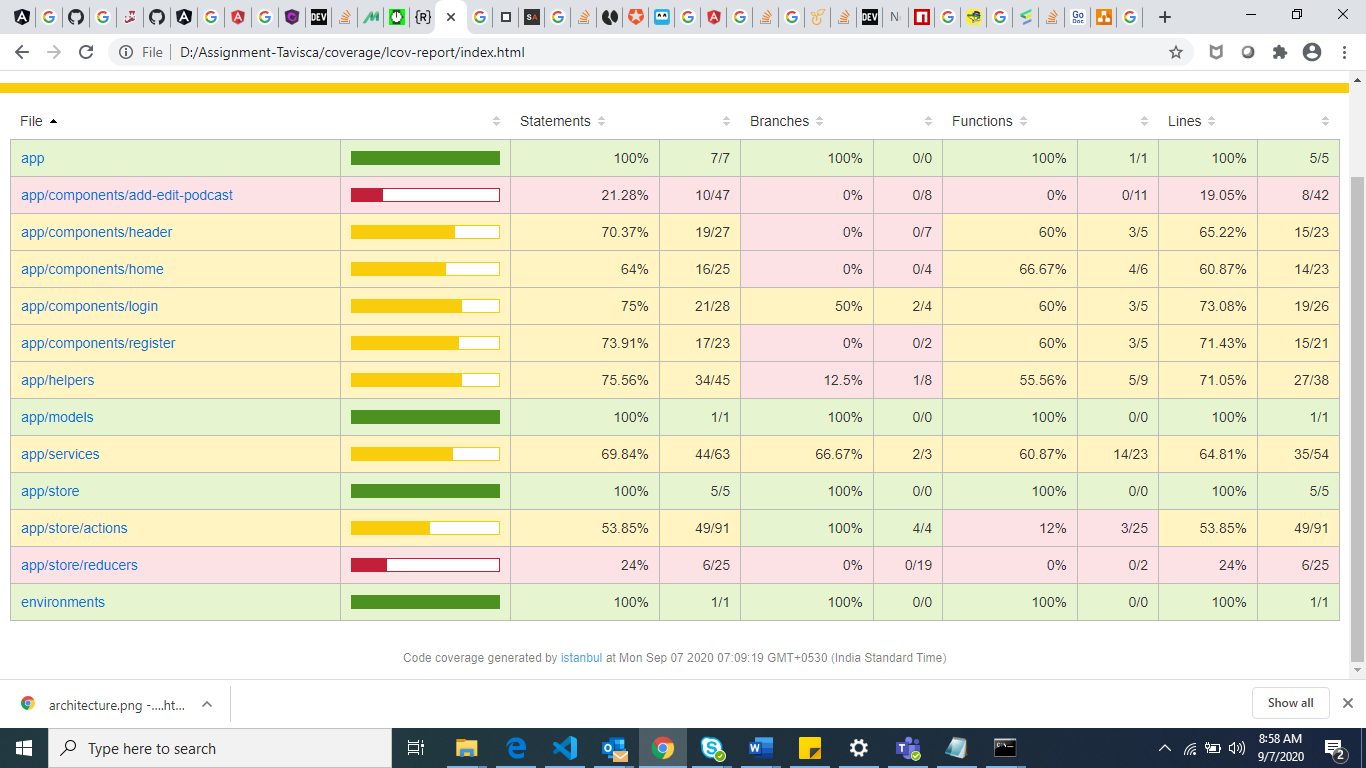 DEV
{R}
SA
DEV
N
Go Doc
File D:/Assignment-Tavisca/coverage/lcov-report/index.html
File Statements Branches Functions Lines
app 100% 7/7 100% 0/0 100% 1/1 100% 5/5
app/components/add-edit-podcast 21.28% 10/47 0% 0/8 0% 0/11 19.05% 8/42
app/components/header 70.37% 19/27 0% 0/7 60% 3/5 65.22% 15/23
app/components/home 64% 16/25 0% 0/4 66.67% 4/6 60.87% 14/23
app/components/login 75% 21/28 50% 2/4 60% 3/5 73.08% 19/26
app/components/register 73.91% 17/23 0% 0/2 60% 3/5 71.43% 15/21
app/helpers 75.56% 34/45 12.5% 1/8 55.56% 5/9 71.05% 27/38
app/models 100% 1/1 100% 0/0 100% 0/0 100% 1/1
app/services 69.84% 44/63 66.67% 2/3 60.87% 14/23 64.81% 35/54
app/store 100% 5/5 100% 0/0 100% 0/0 100% 5/5
app/store/actions 53.85% 49/91 100% 4/4 12% 3/25 53.85% 49/91
app/store/reducers 24% 6/25 0% 0/19 0% 0/2 24% 6/25
environments 100% 1/1 100% 0/0 100% 0/0 100% 1/1
Code coverage generated by istanbul at Mon Sep 07 2020 07:09:19 GMT+0530 (India Standard Time)
architecture.png -....ht... Show all
Type here to search
8:58 AM
9/7/2020
2